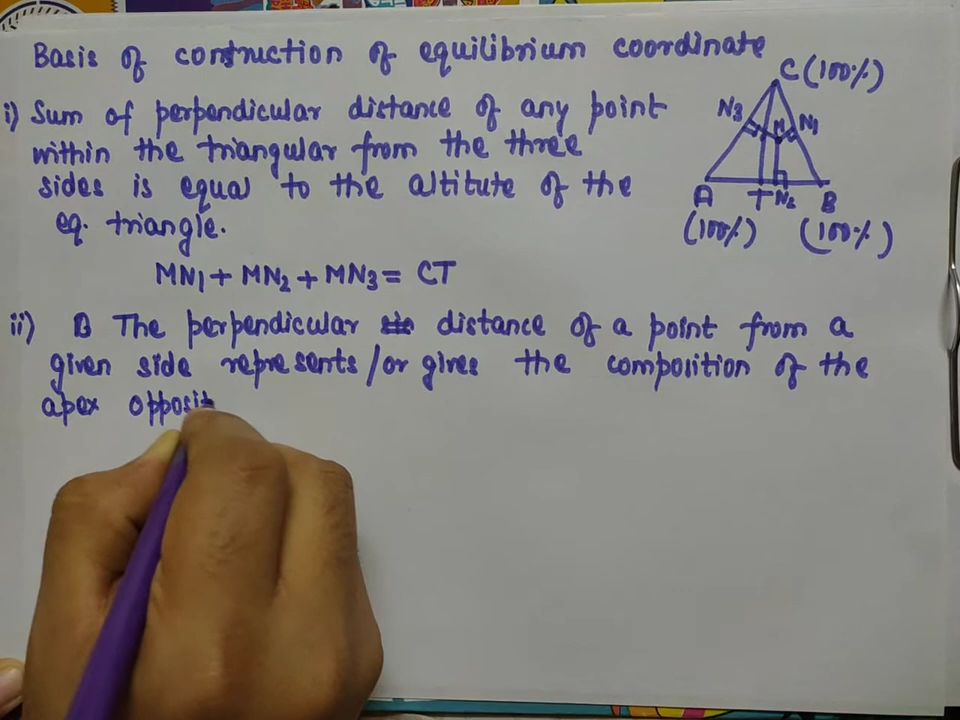 Basis of construction of equilibrium coordinate
i) Sum of perpendicular distance of any point
within the triangular from the three
sides is equal to the altitute of the
eq. triangle.
MN1 + MN2 + MN3 = CT
C (100%)
N3 M N1
A T N2 B
(100%) (100%)
ii) B The perpendicular distance of a point from a
given side represents /or gives the composition of the
apex opposit